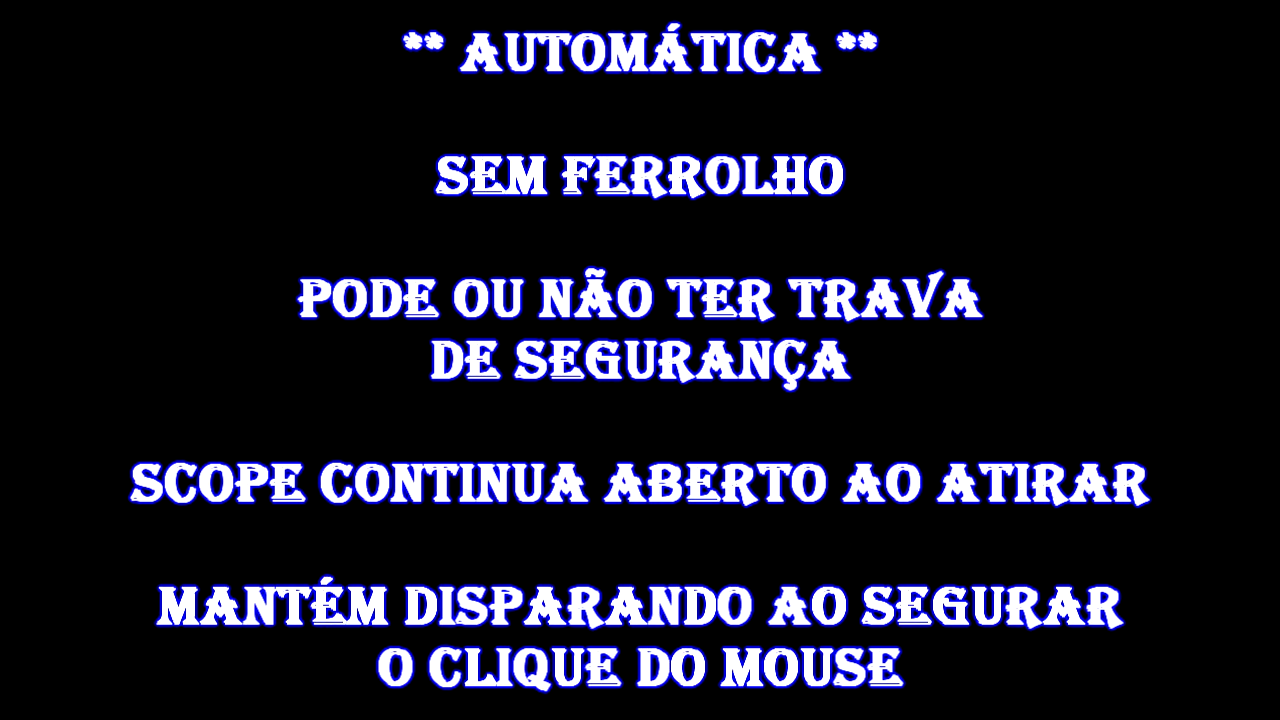 ** AUTOMÁTICA **
SEM FERROLHO
PODE OU NÃO TER TRAVA
DE SEGURANÇA
SCOPE CONTINUA ABERTO AO ATIRAR
MANTÉM DISPARANDO AO SEGURAR
O CLIQUE DO MOUSE